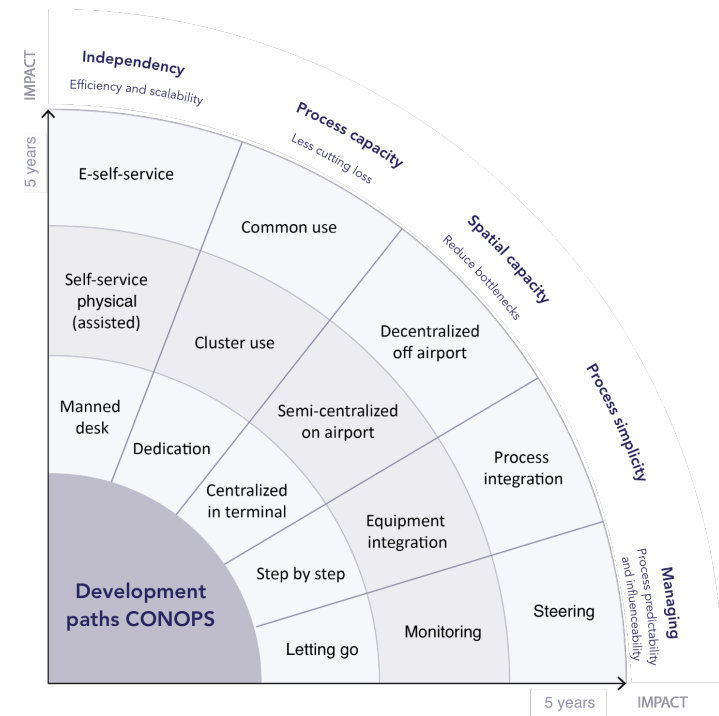 IMPACT
5 years
Independency
Efficiency and scalability
Process capacity
Less cutting loss
Spatial capacity
Reduce bottlenecks
Process simplicity
Managing
Process predictability
and influenceability
E-self-service
Common use
Decentralized
off airport
Process
integration
Steering
Self-service
physical
(assisted)
Cluster use
Semi-centralized
on airport
Equipment
integration
Monitoring
Manned
desk
Dedication
Centralized
in terminal
Step by step
Letting go
Development
paths CONOPS
5 years
IMPACT